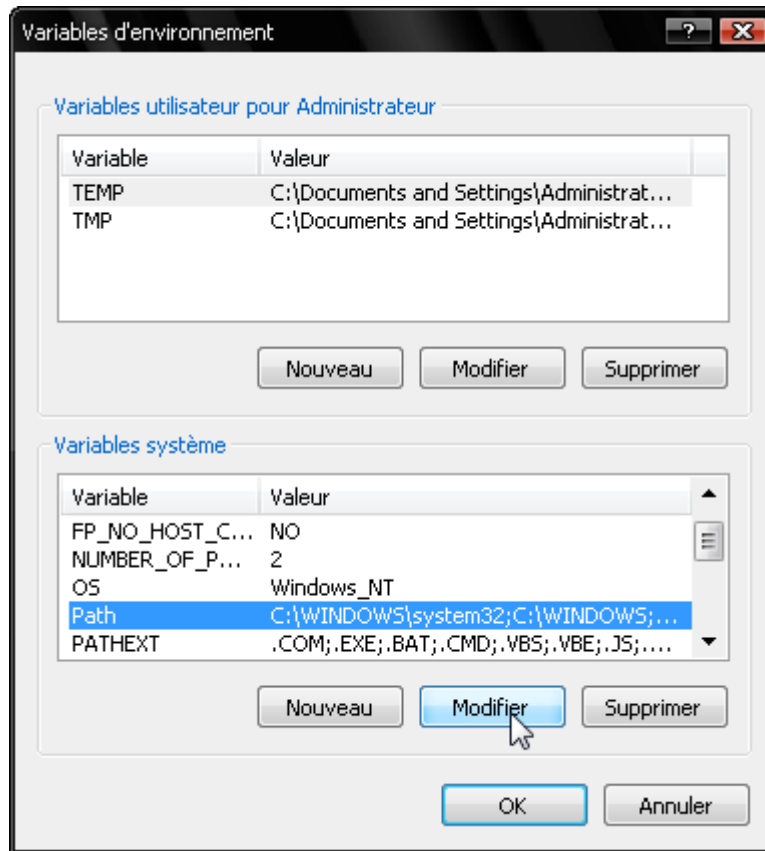 Variables d'environnement
Variables utilisateur pour Administrateur
Variable Valeur
TEMP C:\Documents and Settings\Administrat...
TMP C:\Documents and Settings\Administrat...
Nouveau Modifier Supprimer
Variables système
Variable Valeur
FP_NO_HOST_C... NO
NUMBER_OF_P... 2
OS Windows_NT
Path C:\WINDOWS\system32;C:\WINDOWS;...
PATHEXT .COM;.EXE;.BAT;.CMD;.VBS;.VBE;.JS;....
Nouveau Modifier Supprimer
OK Annuler